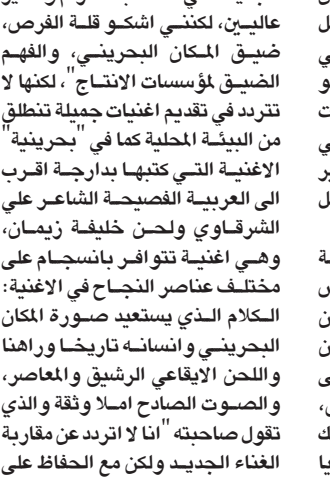 عاليين، لكنني اشكو قلة الفرص،
ضيق المكان البحريني، والفهم
الضيق لمؤسسات الانتاج"، لكنها لا
تتردد في تقديم اغنيات جميلة تنطلق
من البيئة المحلية كما في "بحرينية"
الاغنية التي كتبها بدارجة اقرب
الى العربية الفصيحة الشاعر علي
الشرقاوي ولحن خليفة زيمان،
وهي اغنية تتوافر بانسجام على
مختلف عناصر النجاح في الاغنية:
الكلام الذي يستعيد صورة المكان
البحريني وانسانه تاريخا وراهنا
واللحن الايقاعي الرشيق والمعاصر،
والصوت الصادح املا وثقة والذي
تقول صاحبته "انا لا اتردد عن مقاربة
الغناء الجديد ولكن مع الحفاظ على